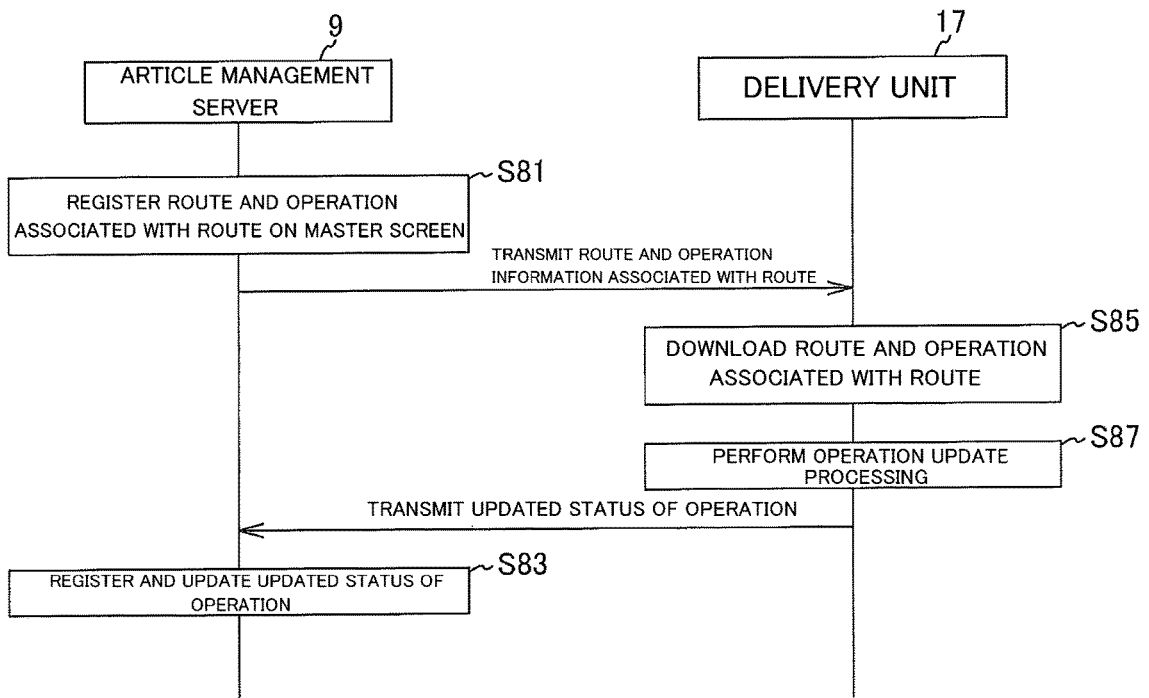 9
17
ARTICLE MANAGEMENT
SERVER
DELIVERY UNIT
S81
REGISTER ROUTE AND OPERATION
ASSOCIATED WITH ROUTE ON MASTER SCREEN
TRANSMIT ROUTE AND OPERATION
INFORMATION ASSOCIATED WITH ROUTE
S85
DOWNLOAD ROUTE AND OPERATION
ASSOCIATED WITH ROUTE
S87
PERFORM OPERATION UPDATE
PROCESSING
TRANSMIT UPDATED STATUS OF OPERATION
S83
REGISTER AND UPDATE UPDATED STATUS OF
OPERATION